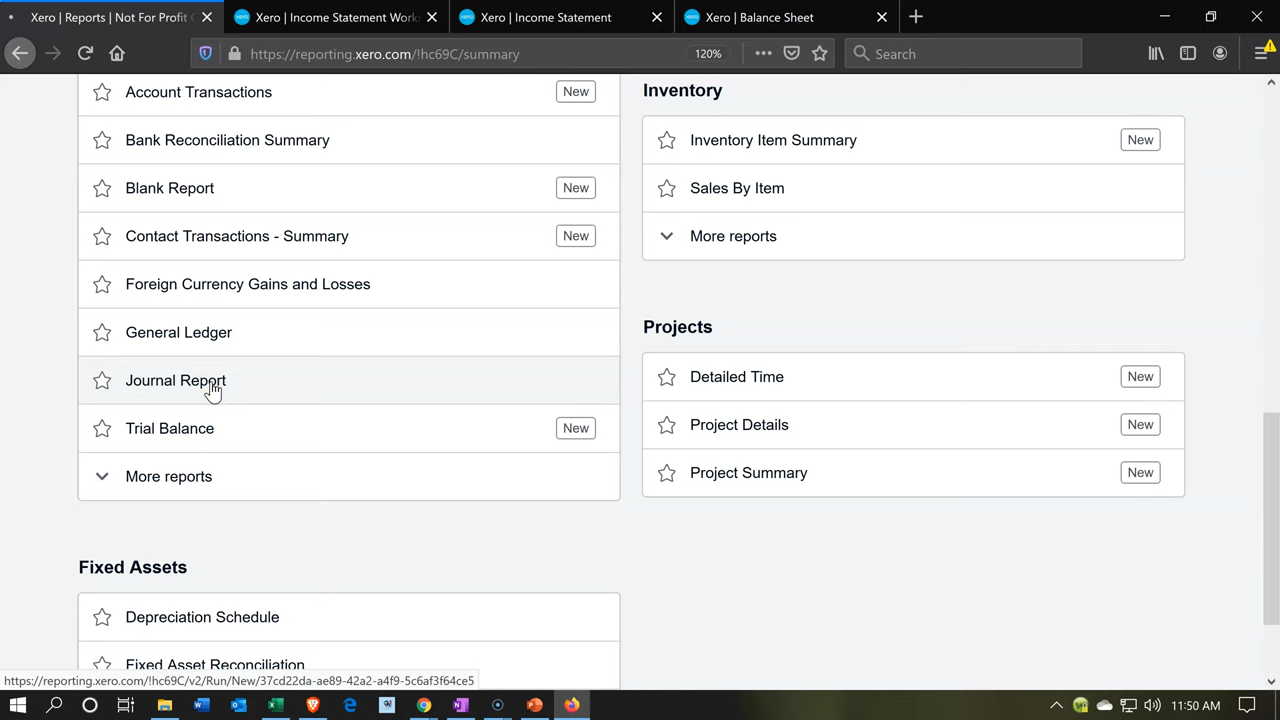 Xero | Reports | Not For Profit C
Xero | Income Statement Works
Xero | Income Statement
Xero | Balance Sheet
https://reporting.xero.com/!hc69C/summary
120%
Search
Account Transactions New
Bank Reconciliation Summary
Blank Report New
Contact Transactions - Summary New
Foreign Currency Gains and Losses
General Ledger
Journal Report
Trial Balance New
More reports
Fixed Assets
Depreciation Schedule
Fixed Asset Reconciliation
Inventory
Inventory Item Summary New
Sales By Item
More reports
Projects
Detailed Time New
Project Details New
Project Summary New
https://reporting.xero.com/!hc69C/v2/Run/New/37cd22da-ae89-42a2-a4f9-5c6af3f64ce5
11:50 AM